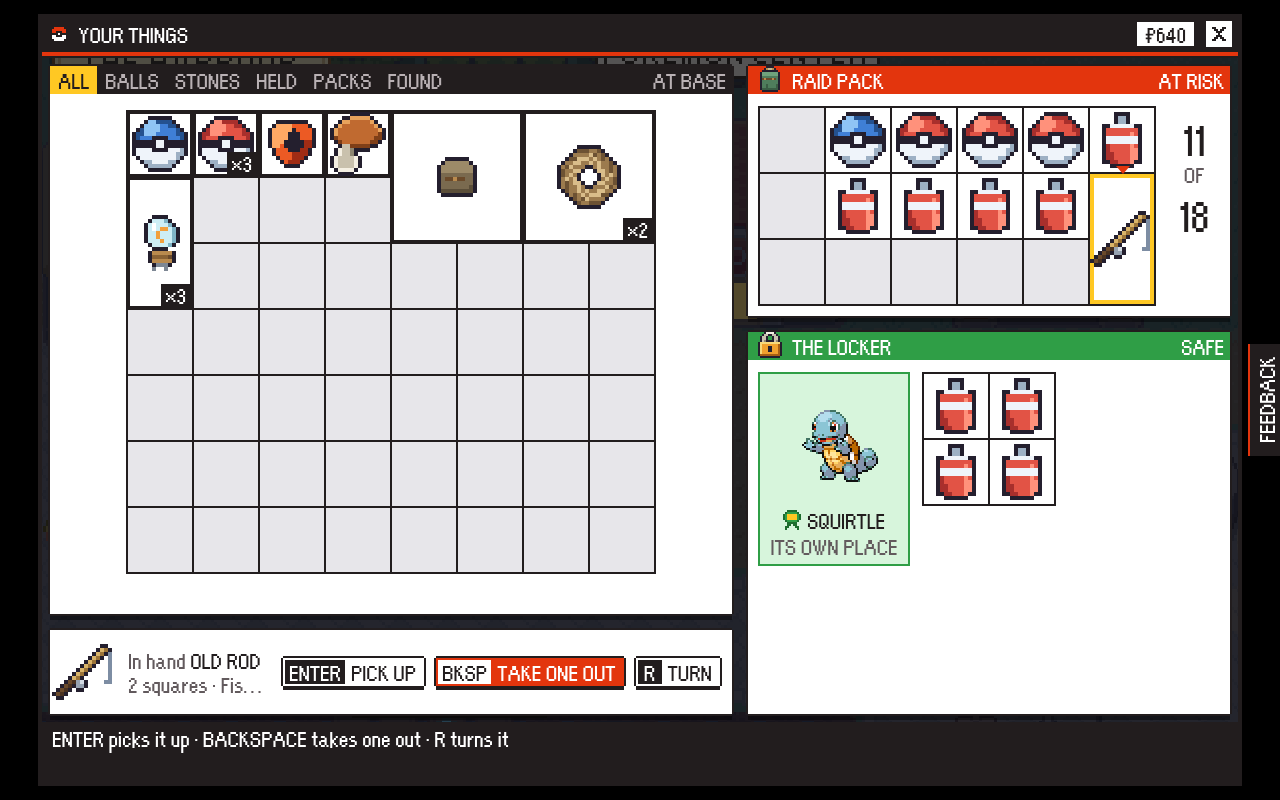 YOUR THINGS
₽640
X
ALL BALLS STONES HELD PACKS FOUND AT BASE
×3
×2
×3
RAID PACK AT RISK
11
OF
18
THE LOCKER SAFE
SQUIRTLE
ITS OWN PLACE
In hand OLD ROD
2 squares · Fis...
ENTER PICK UP
BKSP TAKE ONE OUT
R TURN
ENTER picks it up · BACKSPACE takes one out · R turns it
FEEDBACK